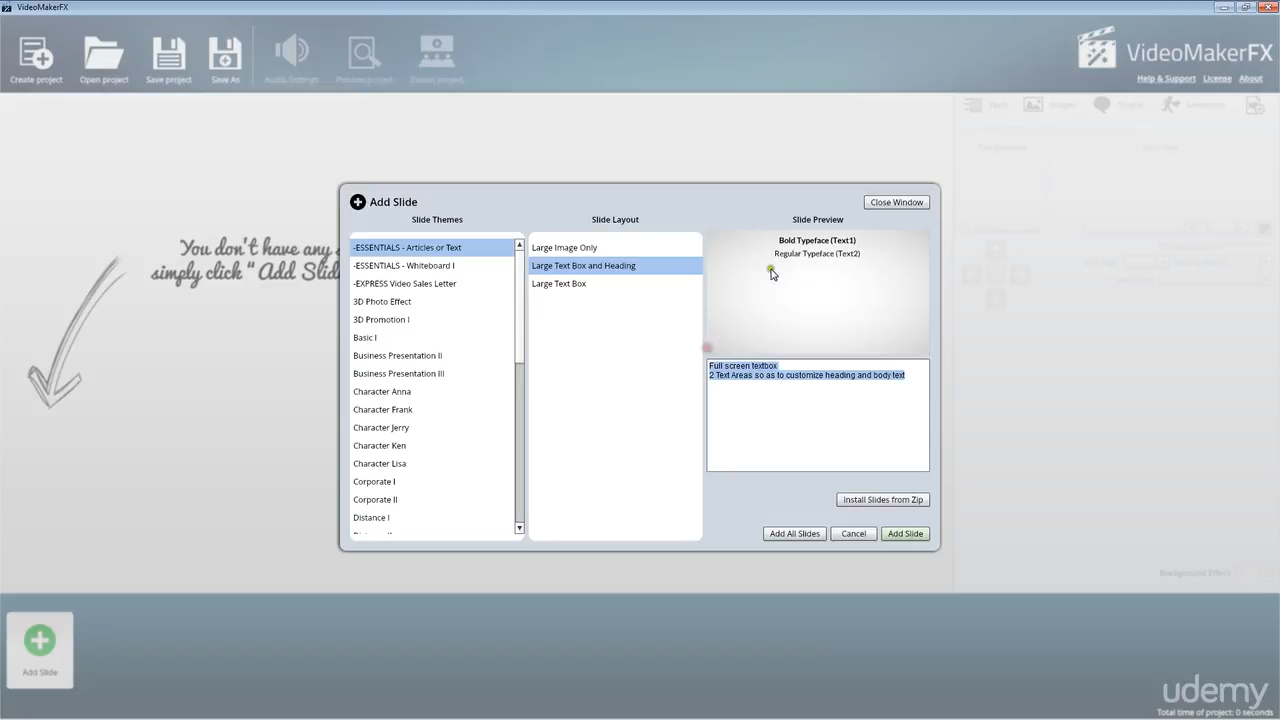 VideoMakerFX
Create project
Open project
Save project
Save As
Audio Settings
Preview project
Export project
VideoMakerFX
Help & Support
License
About
You don't have any s
simply click " Add Slid
Add Slide
Close Window
Slide Themes
Slide Layout
Slide Preview
-ESSENTIALS - Articles or Text
-ESSENTIALS - Whiteboard I
-EXPRESS Video Sales Letter
3D Photo Effect
3D Promotion I
Basic I
Business Presentation II
Business Presentation III
Character Anna
Character Frank
Character Jerry
Character Ken
Character Lisa
Corporate I
Corporate II
Distance I
Large Image Only
Large Text Box and Heading
Large Text Box
Bold Typeface (Text1)
Regular Typeface (Text2)
Full screen textbox
2 Text Areas so as to customize heading and body text
Install Slides from Zip
Add All Slides
Cancel
Add Slide
Background Effect
Add Slide
udemy
Total time of project: 0 seconds